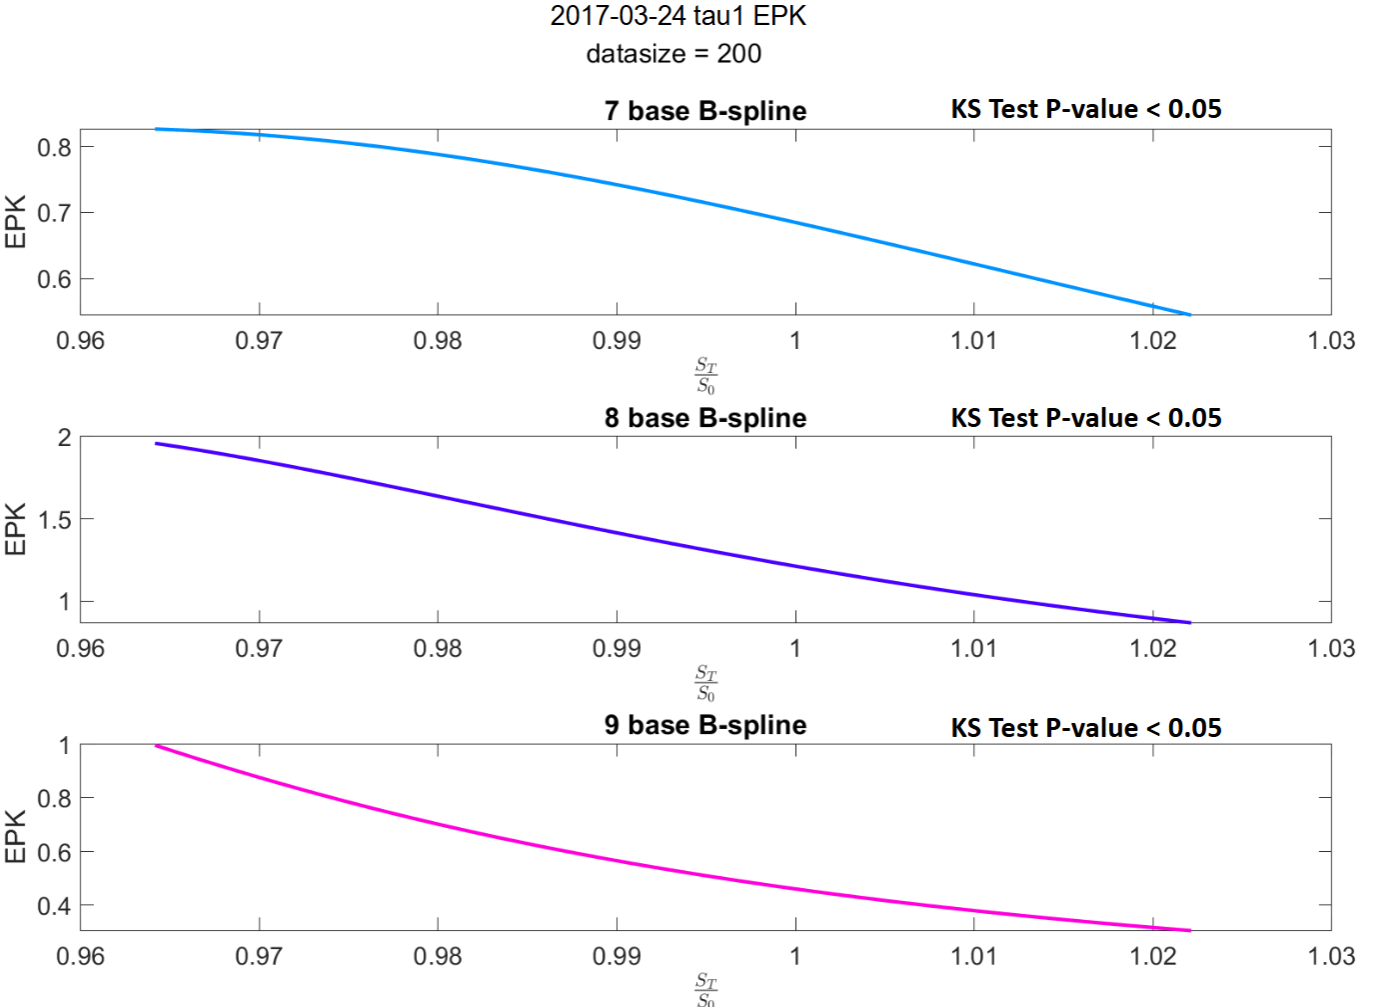 2017-03-24 tau1 EPK
datasize = 200
7 base B-spline KS Test P-value < 0.05
0.8
0.7
0.6
EPK
0.96 0.97 0.98 0.99 1 1.01 1.02 1.03
S_T
S_0
8 base B-spline KS Test P-value < 0.05
2
1.5
1
EPK
0.96 0.97 0.98 0.99 1 1.01 1.02 1.03
S_T
S_0
9 base B-spline KS Test P-value < 0.05
1
0.8
0.6
0.4
EPK
0.96 0.97 0.98 0.99 1 1.01 1.02 1.03
S_T
S_0